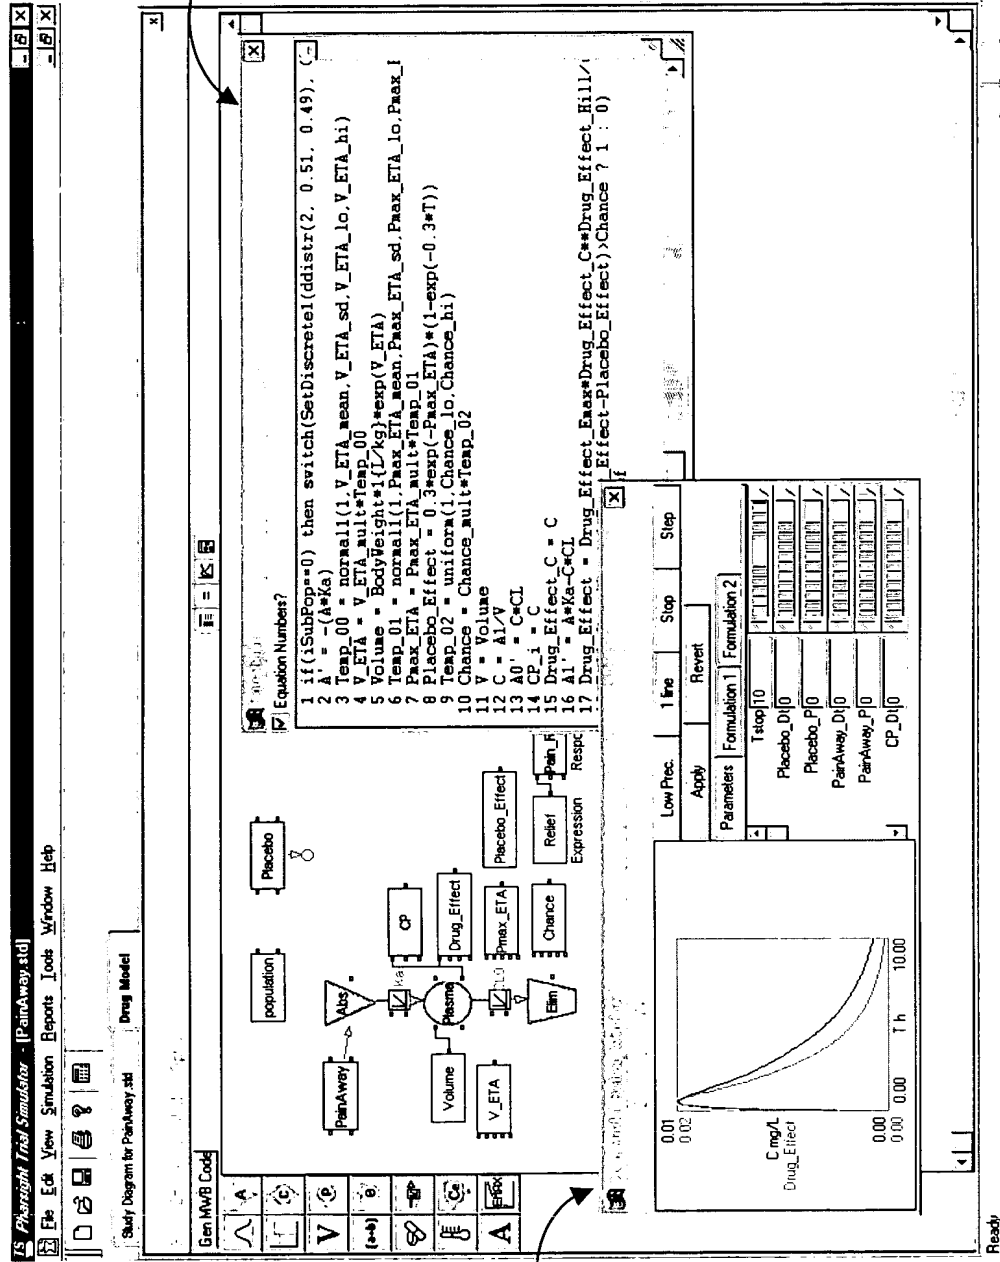 TS Pharsight Trial Simulator - [PainAway.std]
File Edit View Simulation Reports Tools Window Help
Study Diagram for PainAway.std
Drug Model
Gen MWB Code
population
Placebo
PainAway
Abs
ka
CP
Volume
Plasma
Drug_Effect
CL0
Pmax_ETA
Placebo_Effect
V_ETA
Elim
Chance
Relief
Expression
Pain_R
Respc
Equation Numbers?
1 if(iSubPop==0) then switch(SetDiscrete1(ddistr(2, 0.51, 0.49), (_
2 A' = -(A*Ka)
3 Temp_00 = normal1(1,V_ETA_mean,V_ETA_sd,V_ETA_lo,V_ETA_hi)
4 V_ETA = V_ETA_mult*Temp_00
5 Volume = BodyWeight*1{L/kg}*exp(V_ETA)
6 Temp_01 = normal1(1,Pmax_ETA_mean,Pmax_ETA_sd,Pmax_ETA_lo,Pmax_I
7 Pmax_ETA = Pmax_ETA_mult*Temp_01
8 Placebo_Effect = 0.3*exp(-Pmax_ETA)*(1-exp(-0.3*T))
9 Temp_02 = uniform(1,Chance_lo,Chance_hi)
10 Chance = Chance_mult*Temp_02
11 V = Volume
12 C = A1/V
13 A0' = C*CL
14 CP_i = C
15 Drug_Effect_C = C
16 A1' = A*Ka-C*CL
17 Drug_Effect = Drug_Effect_Emax*Drug_Effect_C**Drug_Effect_Hill/(
Effect-Placebo_Effect)>Chance ? 1 : 0)
f
Low Prec. 1 line Stop Step
Apply Revert
Parameters Formulation 1 Formulation 2
Tstop 10
Placebo_Dt 0
Placebo_P 0
PainAway_Dt 0
PainAway_P 0
CP_Dt 0
0.01
0.02
C mg/L
Drug_Effect
0.00
0.00
0.00 T h 10.00
Ready